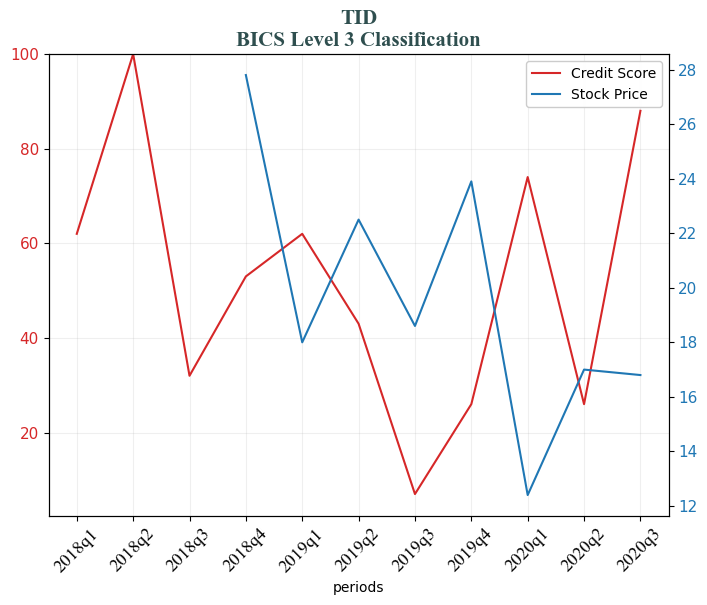 TID
BICS Level 3 Classification
Credit Score
Stock Price
100
80
60
40
20
28
26
24
22
20
18
16
14
12
2018q1
2018q2
2018q3
2018q4
2019q1
2019q2
2019q3
2019q4
2020q1
2020q2
2020q3
periods